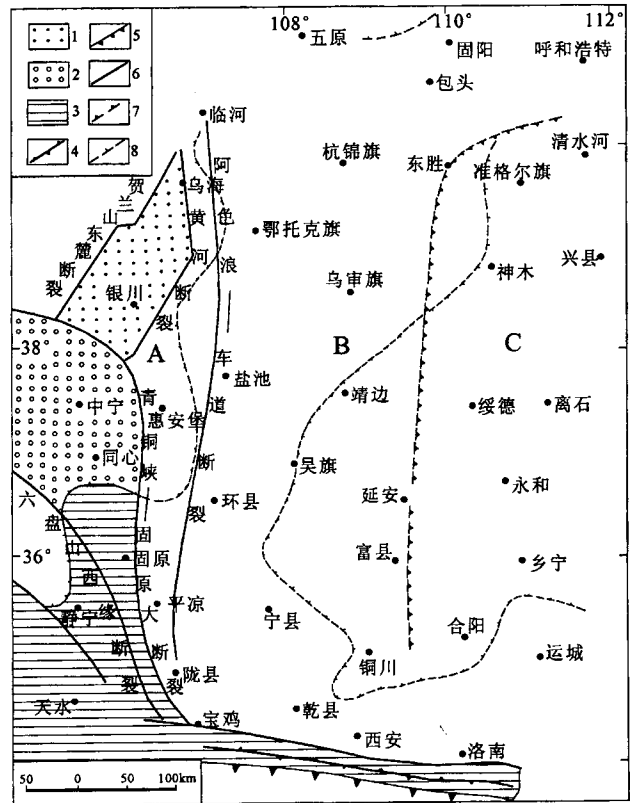 108°
110°
112°
1
5
2
6
3
7
4
8
五原
固阳
呼和浩特
包头
临河
杭锦旗
东胜
清水河
准格尔旗
乌海
鄂托克旗
神木
兴县
乌审旗
银川
贺兰山东麓断裂
黄河断裂
阿色浪—车道断裂
38
A
B
C
盐池
靖边
绥德
离石
中宁
惠安堡
同心
吴旗
永和
环县
延安
青铜峡—固原大断裂
六盘山西缘断裂
36°
固原
富县
乡宁
静宁
平凉
宁县
合阳
铜川
运城
陇县
天水
宝鸡
乾县
西安
洛南
50
0
50
100km